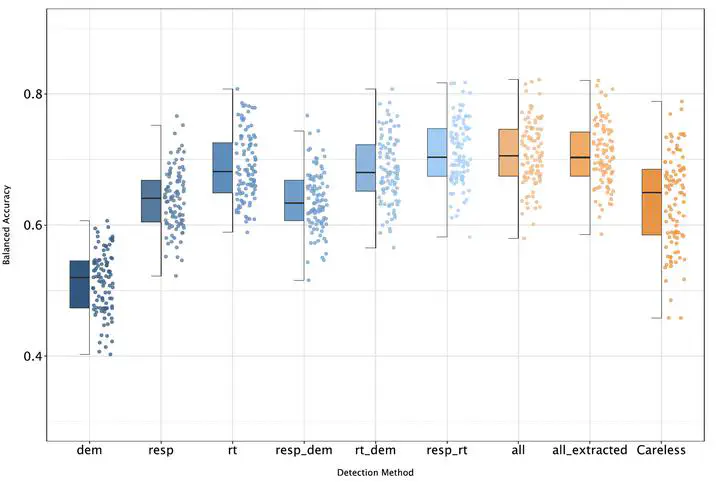 Balanced Accuracy
0.8
0.6
0.4
dem resp rt resp_dem rt_dem resp_rt all all_extracted Careless
Detection Method